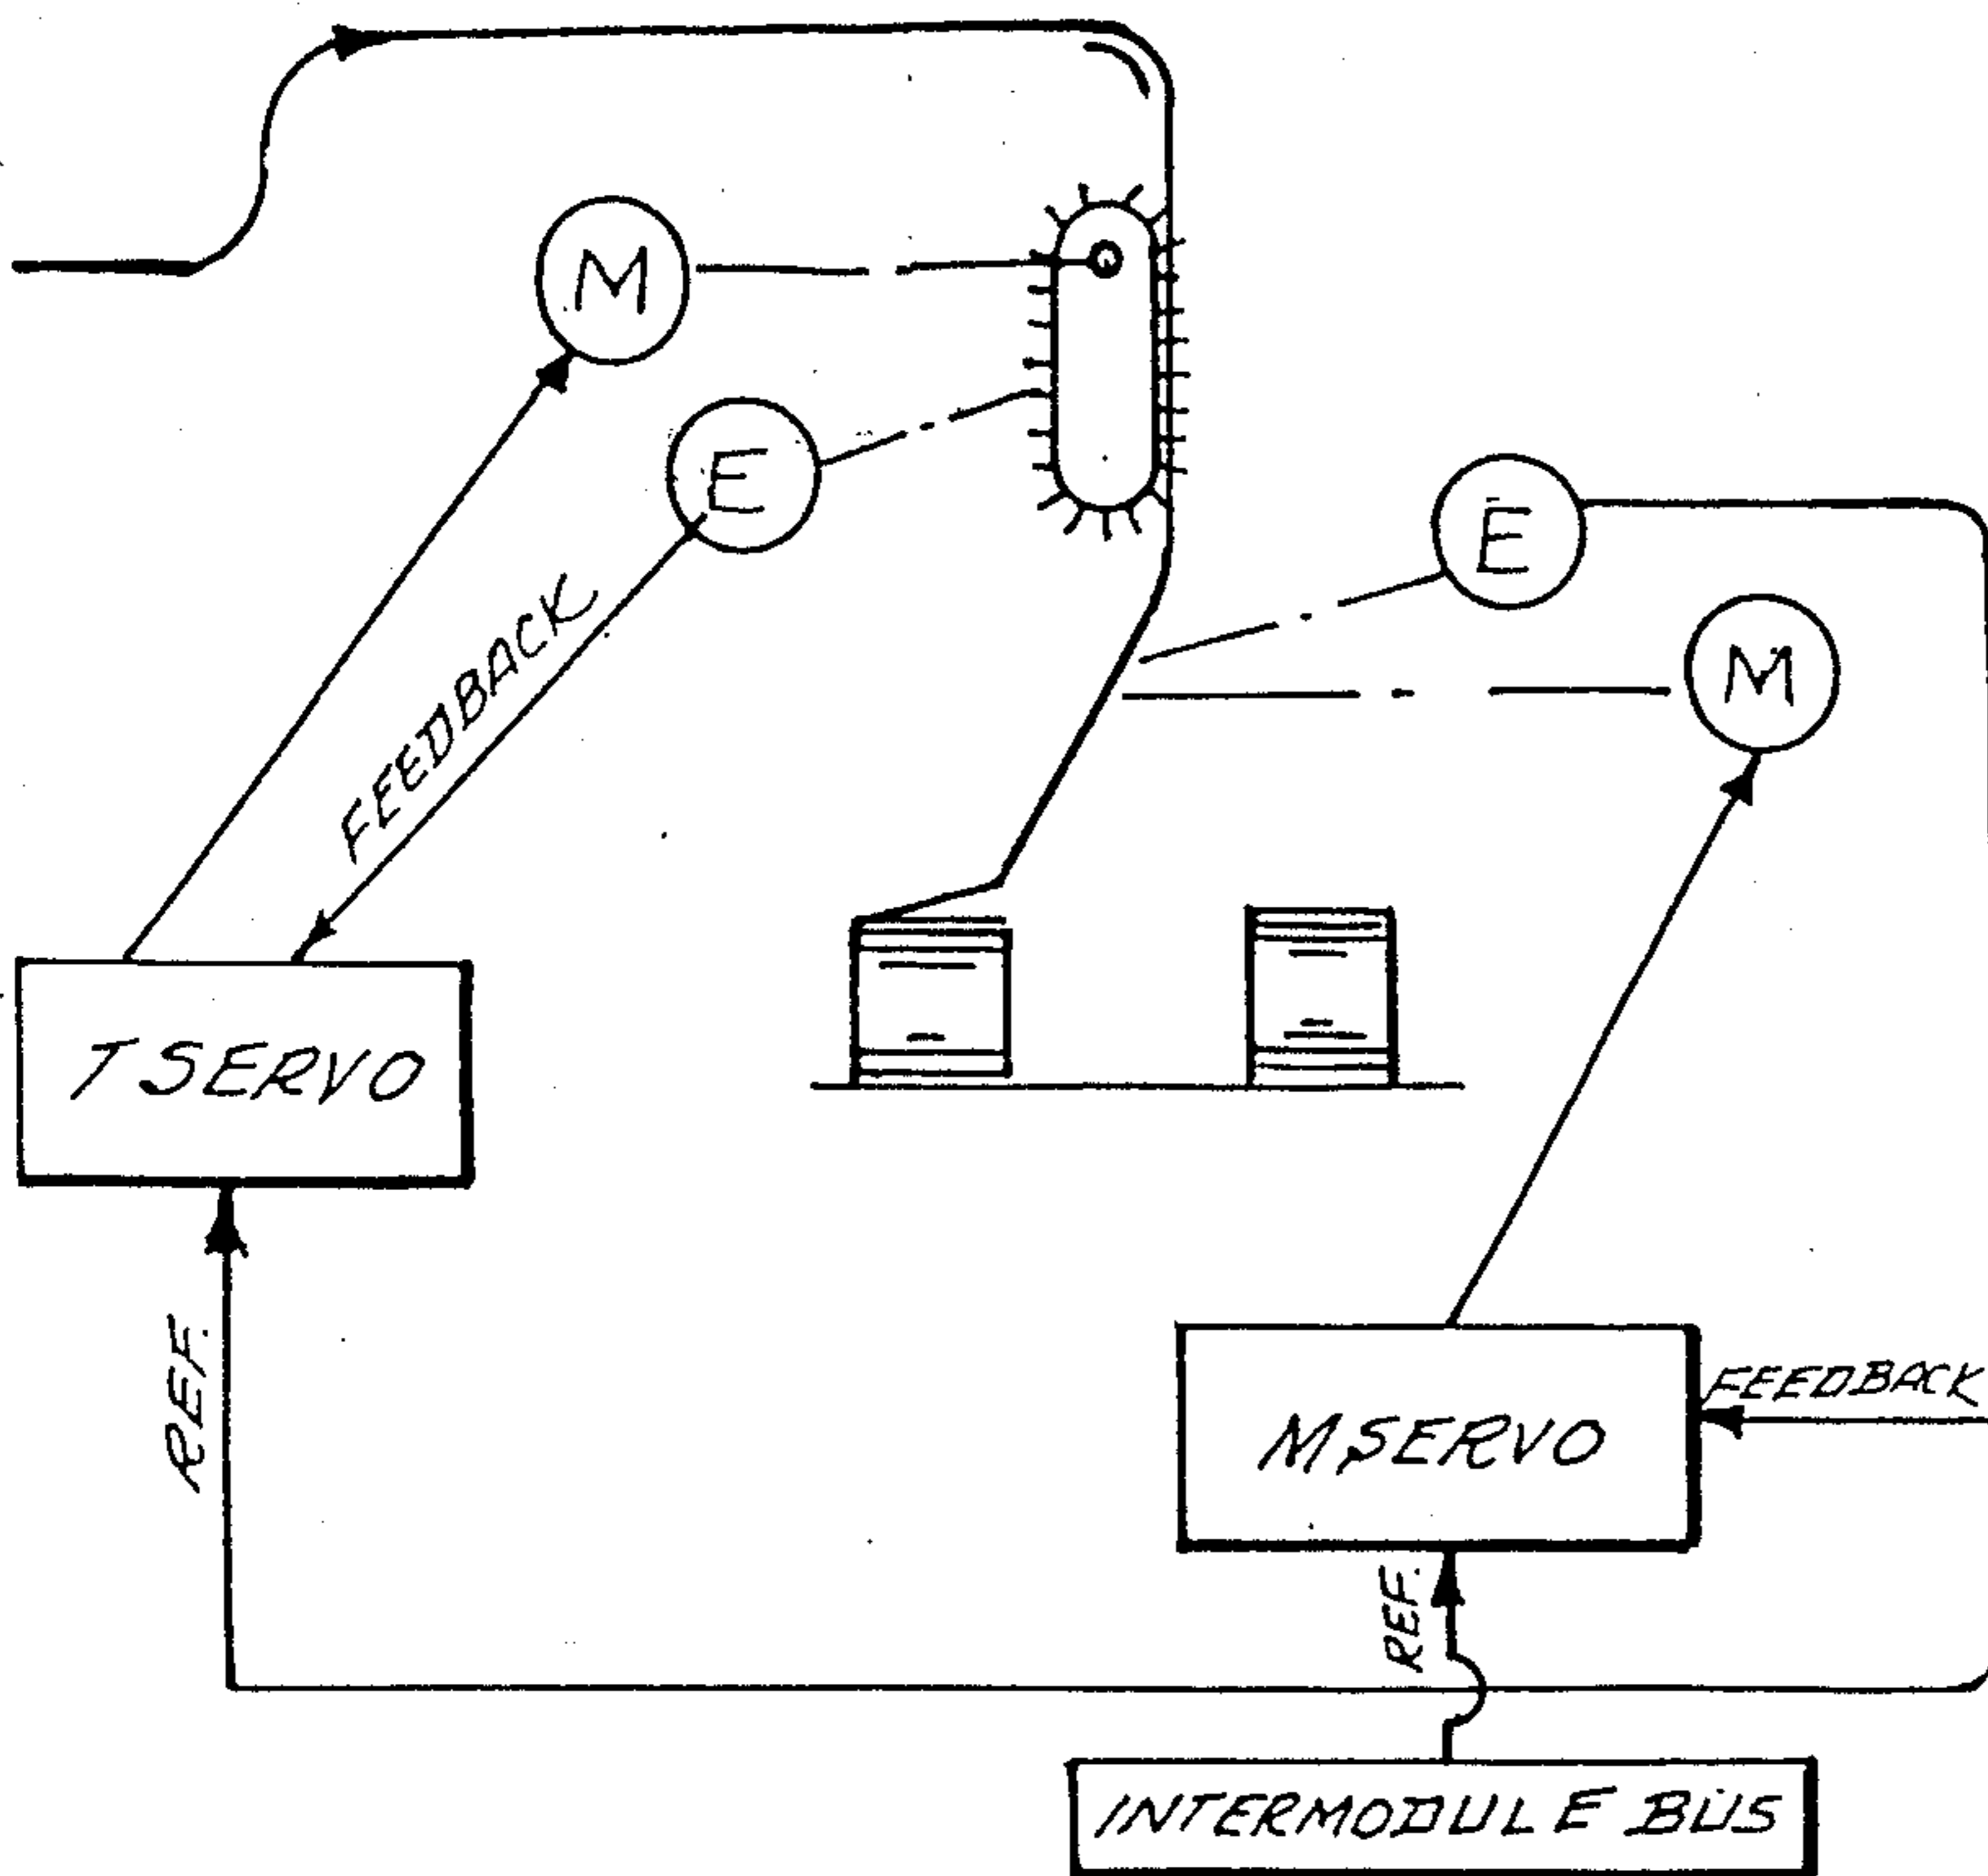 M
E
E
M
FEEDBACK
T SERVO
REF.
FEEDBACK
M SERVO
REF.
INTERMODULE BUS